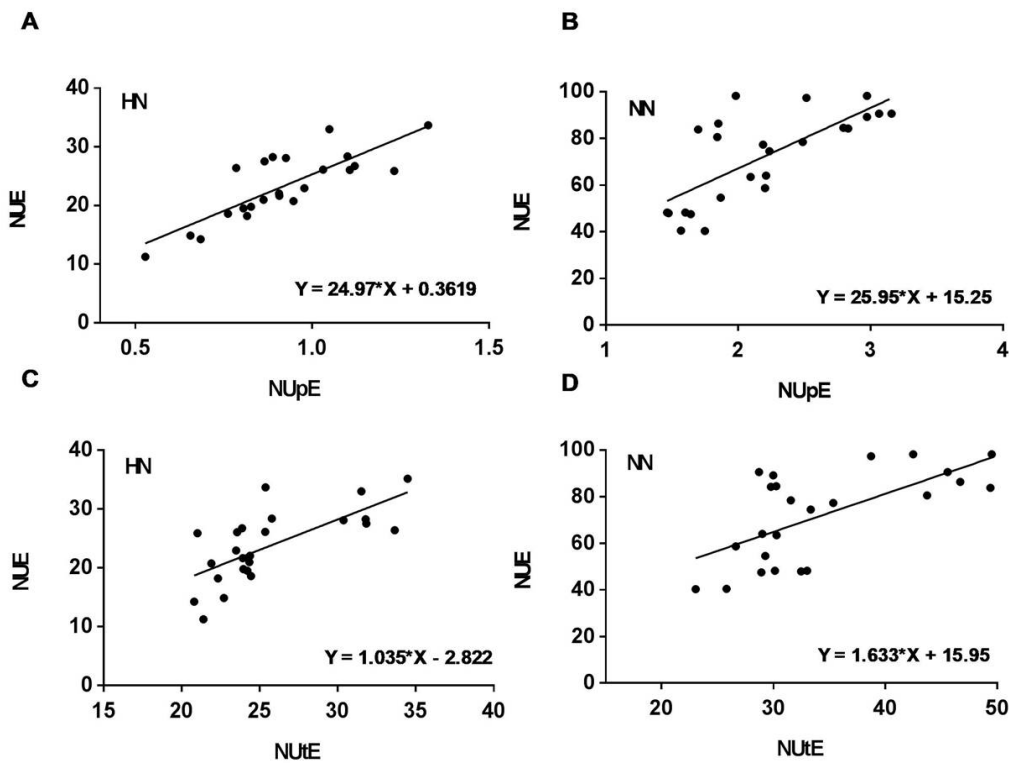 A
HN
NUE
40
30
20
10
0
0.5 1.0 1.5
NUpE
Y = 24.97*X + 0.3619
B
NN
NUE
100
80
60
40
20
0
1 2 3 4
NUpE
Y = 25.95*X + 15.25
C
HN
NUE
40
30
20
10
0
15 20 25 30 35 40
NUtE
Y = 1.035*X - 2.822
D
NN
NUE
100
80
60
40
20
0
20 30 40 50
NUtE
Y = 1.633*X + 15.95